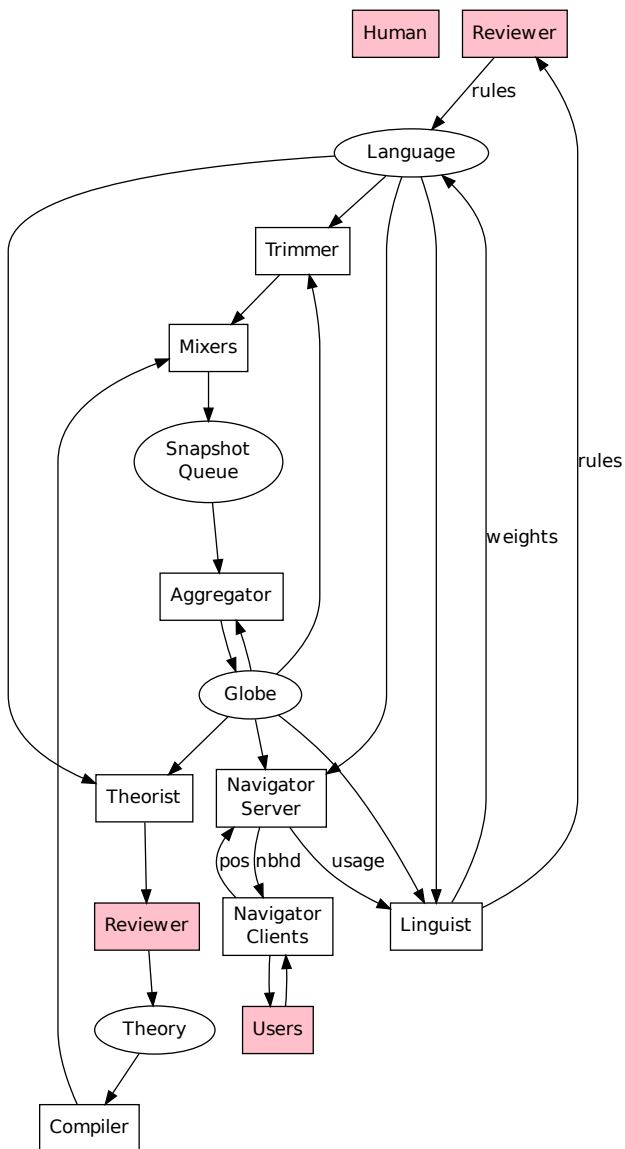 Human
Reviewer
rules
Language
Trimmer
Mixers
Snapshot
Queue
rules
weights
Aggregator
Globe
Theorist
Navigator
Server
pos
nbhd
usage
Reviewer
Navigator
Clients
Linguist
Theory
Users
Compiler